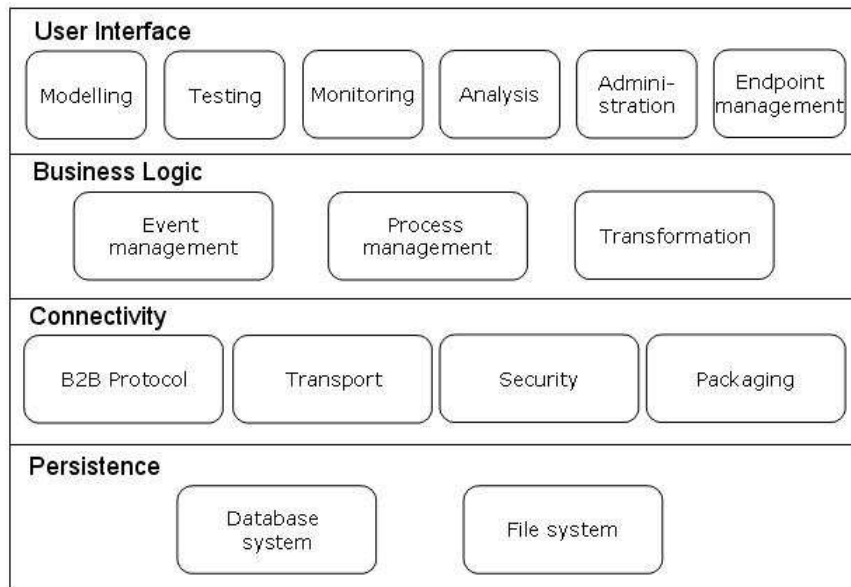 User Interface
Modelling
Testing
Monitoring
Analysis
Admini-
stration
Endpoint
management
Business Logic
Event
management
Process
management
Transformation
Connectivity
B2B Protocol
Transport
Security
Packaging
Persistence
Database
system
File system